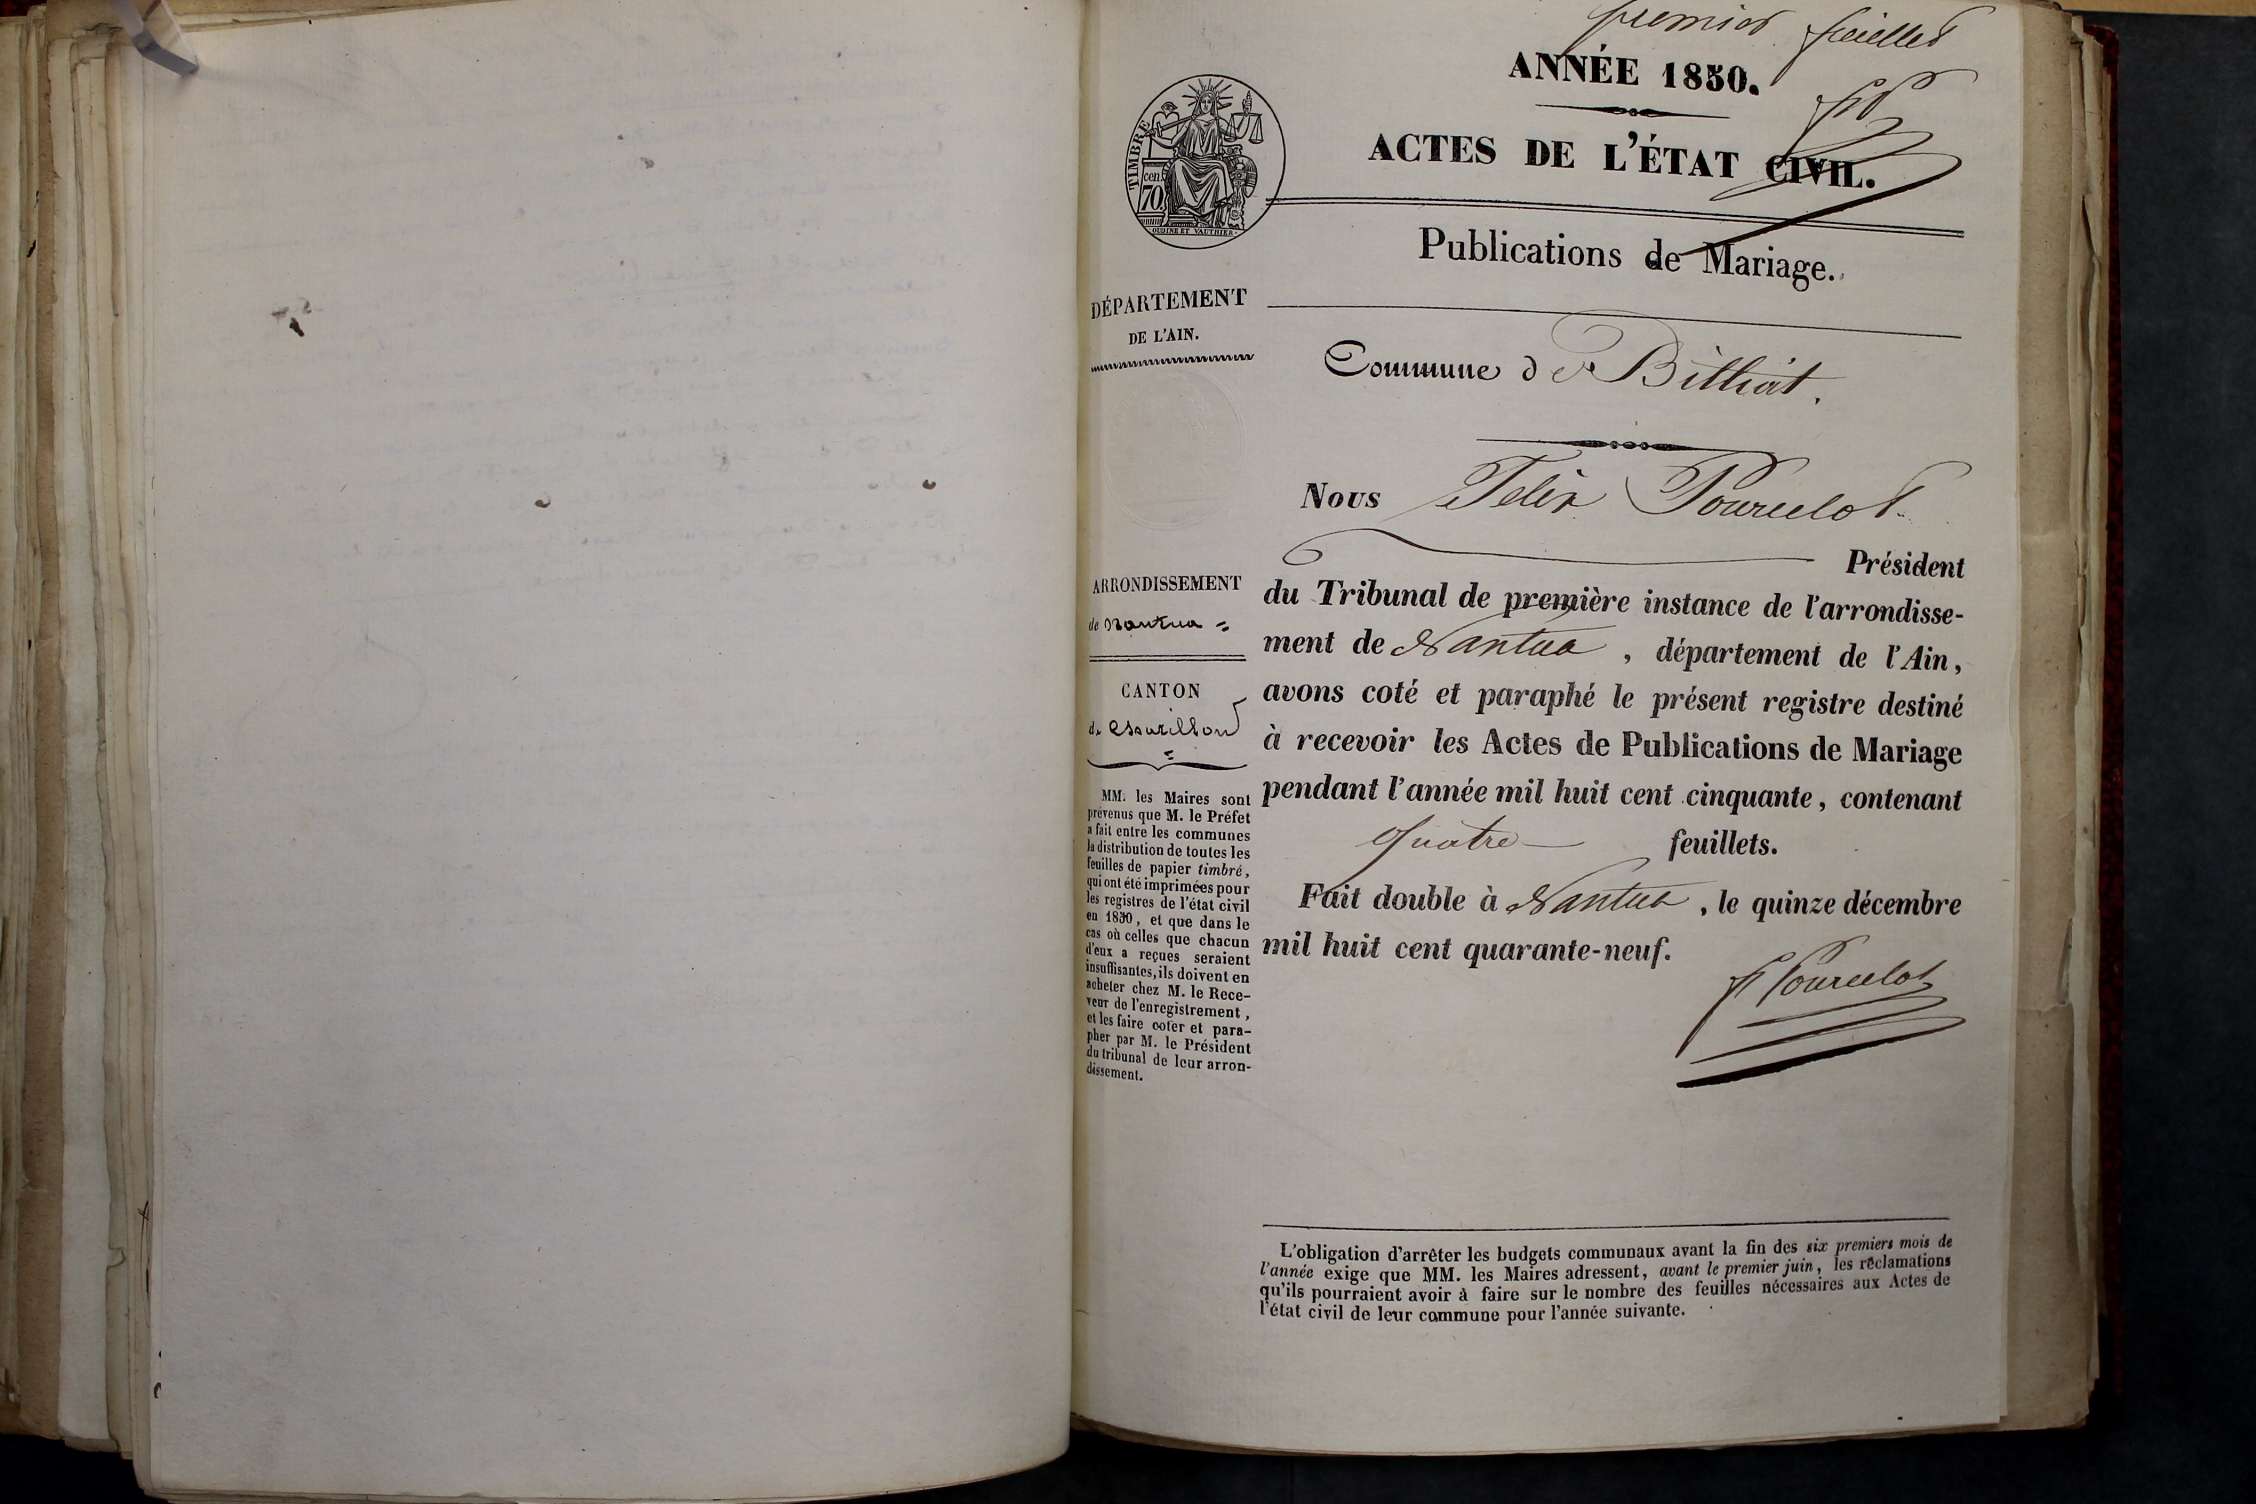 premier feuillet
ANNÉE 1850.
ACTES DE L'ÉTAT CIVIL.
TIMBRE
cen.
70
OUDINE ET VAUTHIER
Publications de Mariage.
DÉPARTEMENT
DE L'AIN.
Commune de Billiat.
Nous Felix Pourcelot
Président
ARRONDISSEMENT
de Nantua =
CANTON
de Chatillon
du Tribunal de première instance de l'arrondisse-
ment de Nantua, département de l'Ain,
avons coté et paraphé le présent registre destiné
à recevoir les Actes de Publications de Mariage
pendant l'année mil huit cent cinquante, contenant
quatre feuillets.
Fait double à Nantua, le quinze décembre
mil huit cent quarante-neuf.
F Pourcelot
MM. les Maires sont
prévenus que M. le Préfet
a fait entre les communes
la distribution de toutes les
feuilles de papier timbré,
qui ont été imprimées pour
les registres de l'état civil
en 1850, et que dans le
cas où celles que chacun
d'eux a reçues seraient
insuffisantes, ils doivent en
acheter chez M. le Rece-
veur de l'enregistrement,
et les faire coter et para-
pher par M. le Président
du tribunal de leur arron-
dissement.
L'obligation d'arrêter les budgets communaux avant la fin des six premiers mois de
l'année exige que MM. les Maires adressent, avant le premier juin, les réclamations
qu'ils pourraient avoir à faire sur le nombre des feuilles nécessaires aux Actes de
l'état civil de leur commune pour l'année suivante.